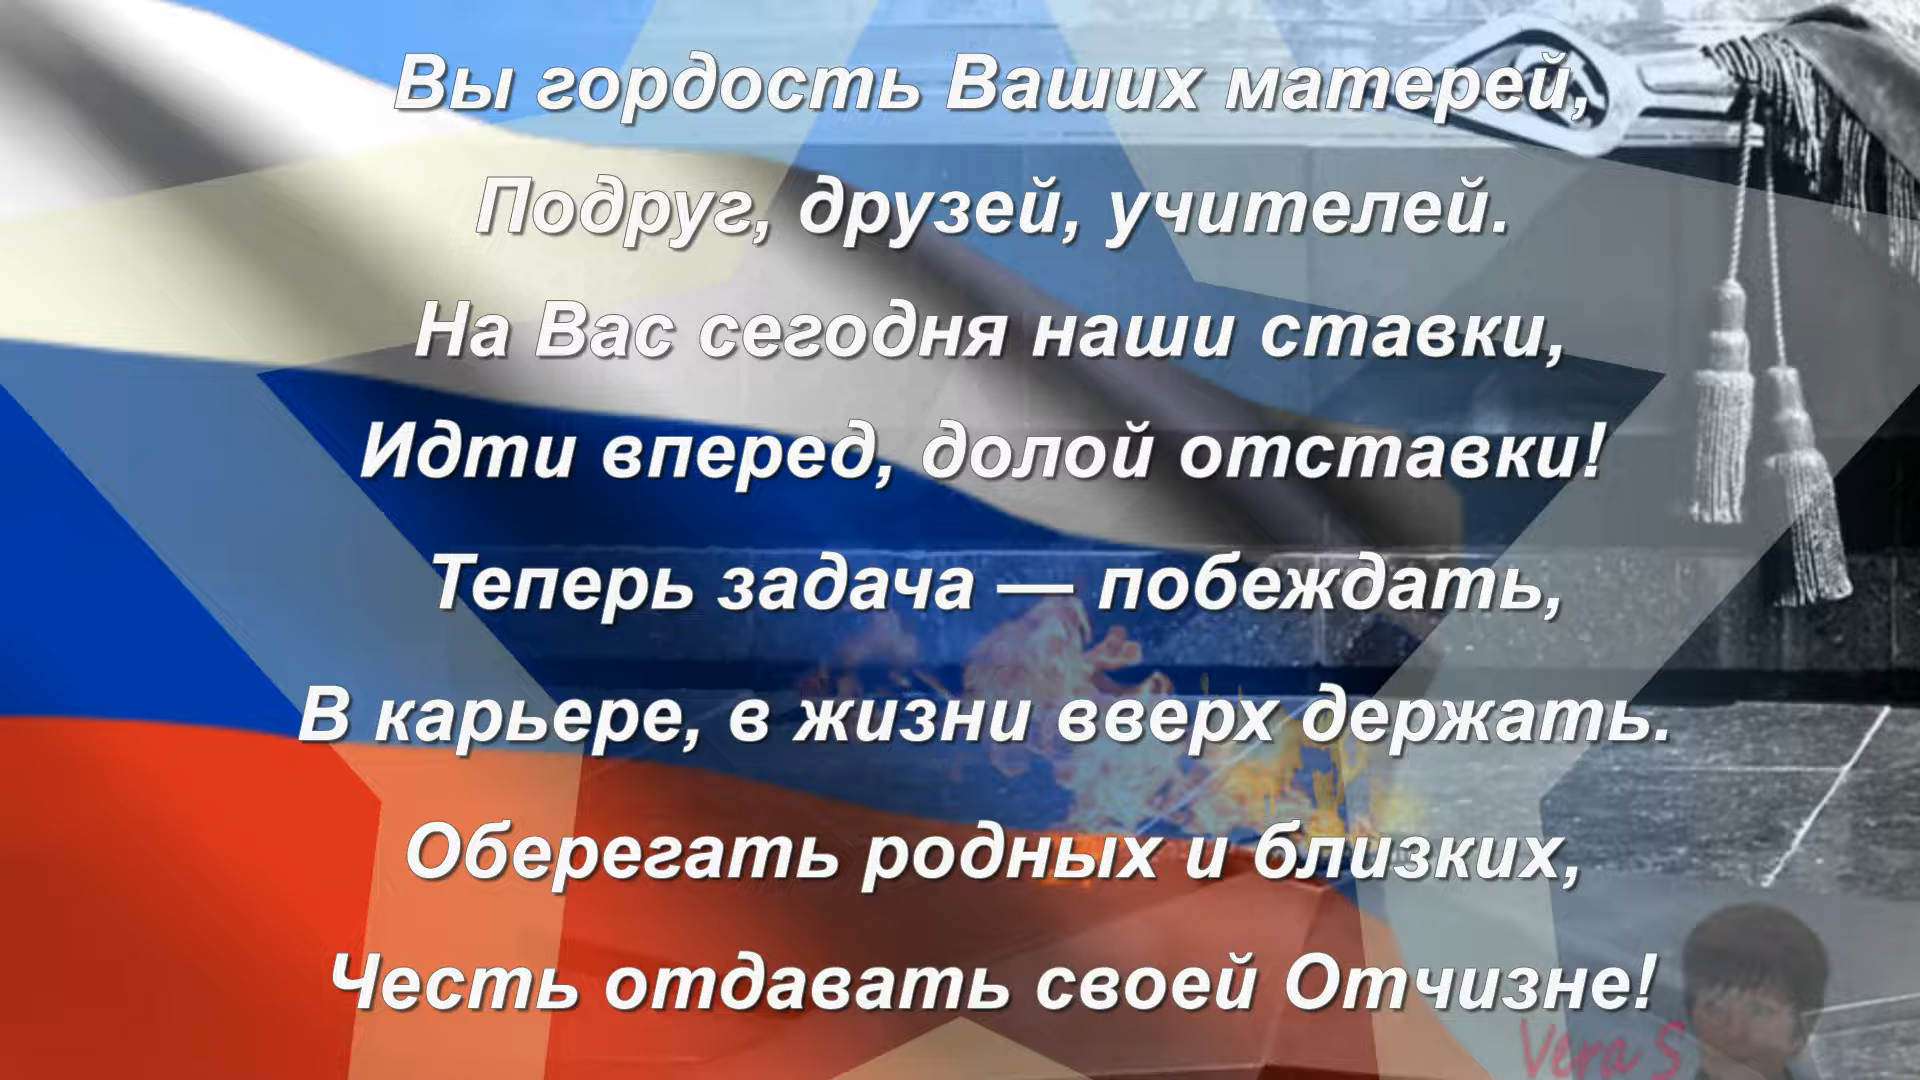 Вы гордость Ваших матерей,
Подруг, друзей, учителей.
На Вас сегодня наши ставки,
Идти вперед, долой отставки!
Теперь задача — побеждать,
В карьере, в жизни вверх держать.
Оберегать родных и близких,
Честь отдавать своей Отчизне!
Vera S